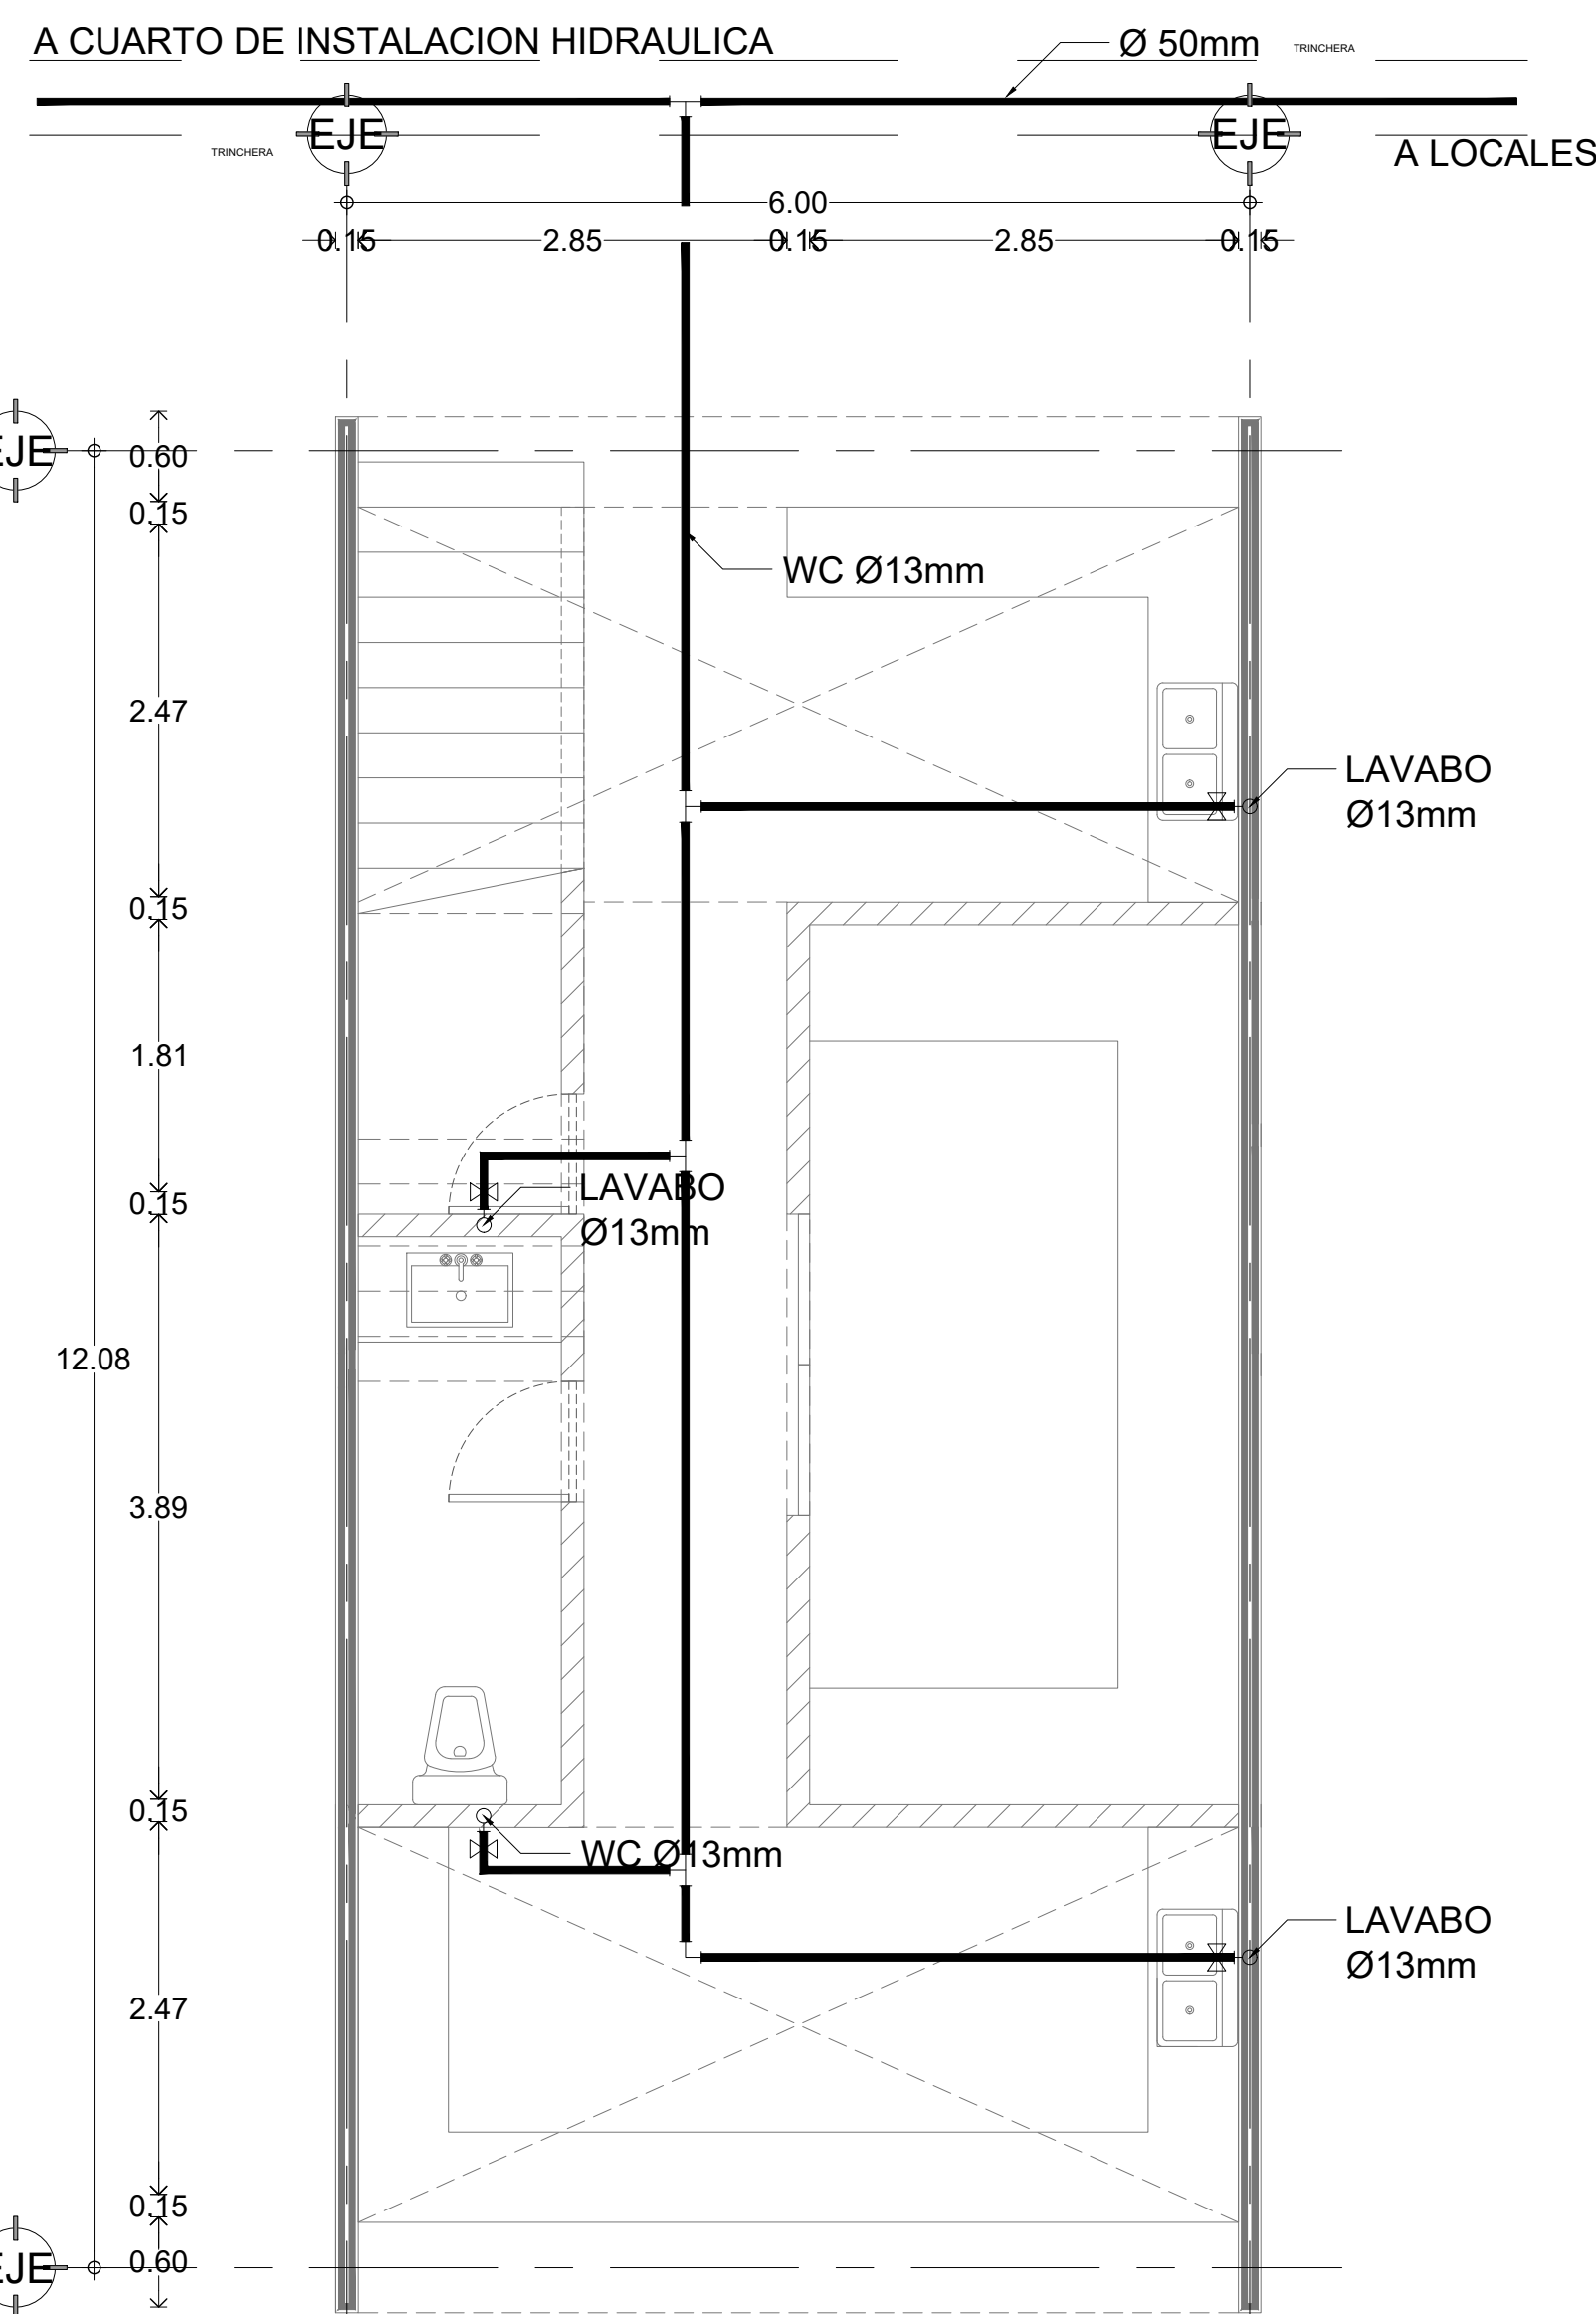 A CUARTO DE INSTALACION HIDRAULICA
Ø 50mm
TRINCHERA
EJE
EJE
TRINCHERA
A LOCALES
6.00
0.15
2.85
0.15
2.85
0.15
EJE
0.60
0.15
WC Ø13mm
2.47
LAVABO
Ø13mm
0.15
1.81
LAVABO
Ø13mm
0.15
12.08
3.89
0.15
WC Ø13mm
LAVABO
Ø13mm
2.47
0.15
EJE
0.60